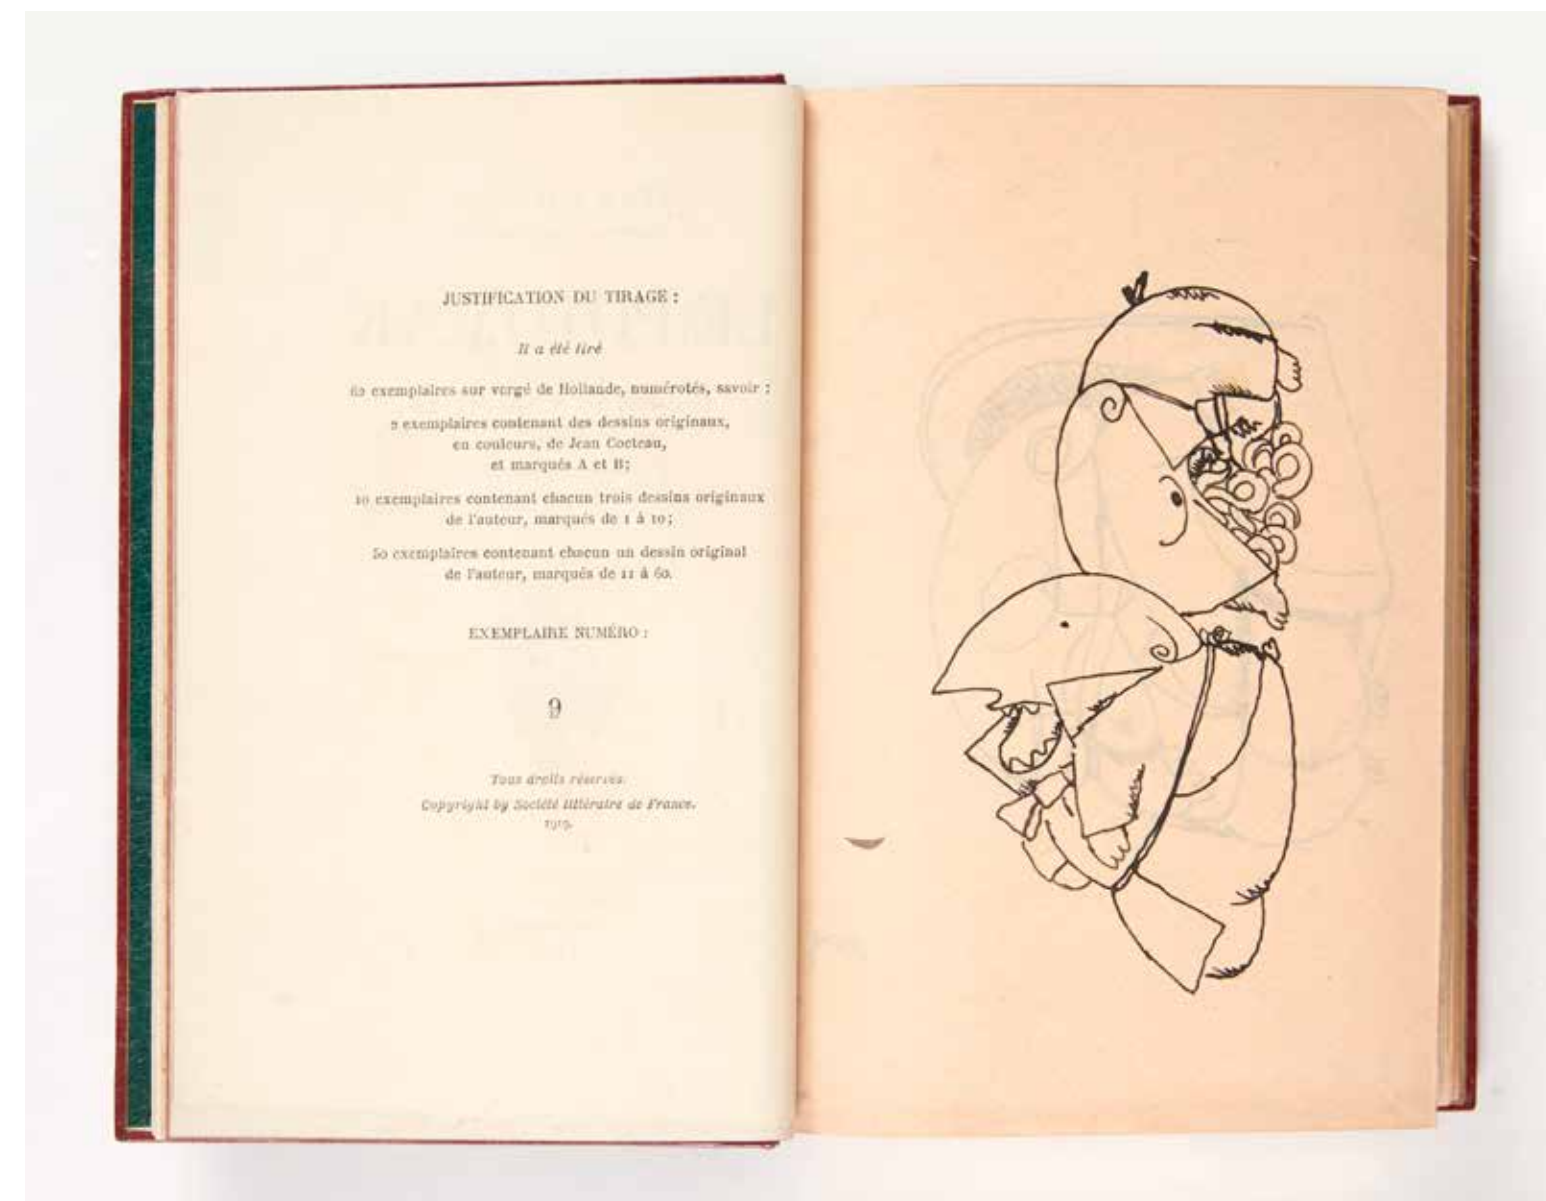 JUSTIFICATION DU TIRAGE :
Il a été tiré
60 exemplaires sur vergé de Hollande, numérotés, savoir :
2 exemplaires contenant des dessins originaux,
en couleurs, de Jean Cocteau,
et marqués A et B;
10 exemplaires contenant chacun trois dessins originaux
de l'auteur, marqués de 1 à 10;
50 exemplaires contenant chacun un dessin original
de l'auteur, marqués de 11 à 60.
EXEMPLAIRE NUMÉRO :
9
Tous droits réservés.
Copyright by Société littéraire de France.
1919.